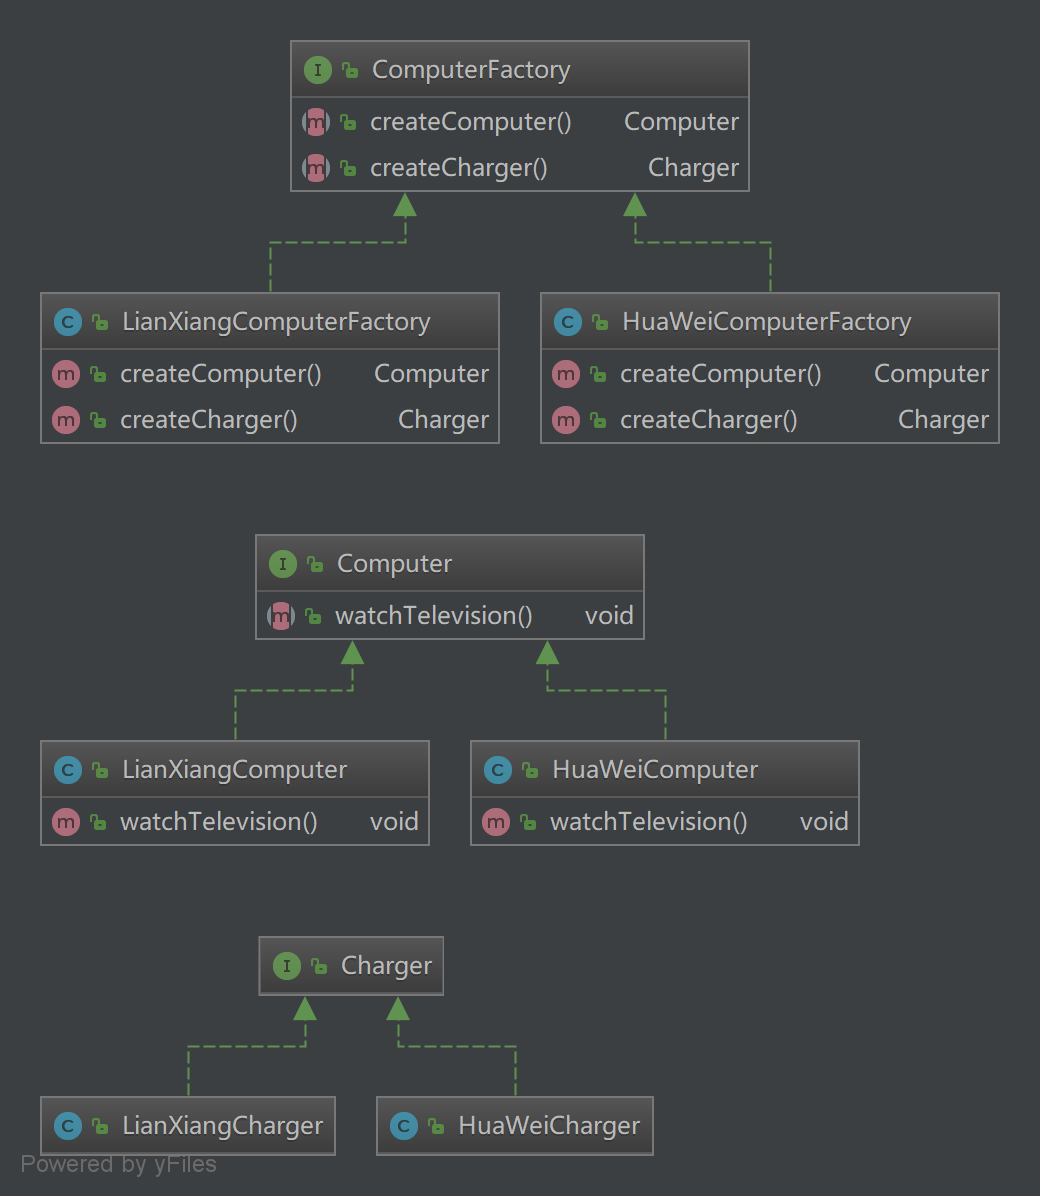 I ComputerFactory
m createComputer() Computer
m createCharger() Charger
C LianXiangComputerFactory C HuaWeiComputerFactory
m createComputer() Computer m createComputer() Computer
m createCharger() Charger m createCharger() Charger
I Computer
m watchTelevision() void
C LianXiangComputer C HuaWeiComputer
m watchTelevision() void m watchTelevision() void
I Charger
C LianXiangCharger C HuaWeiCharger
Powered by yFiles